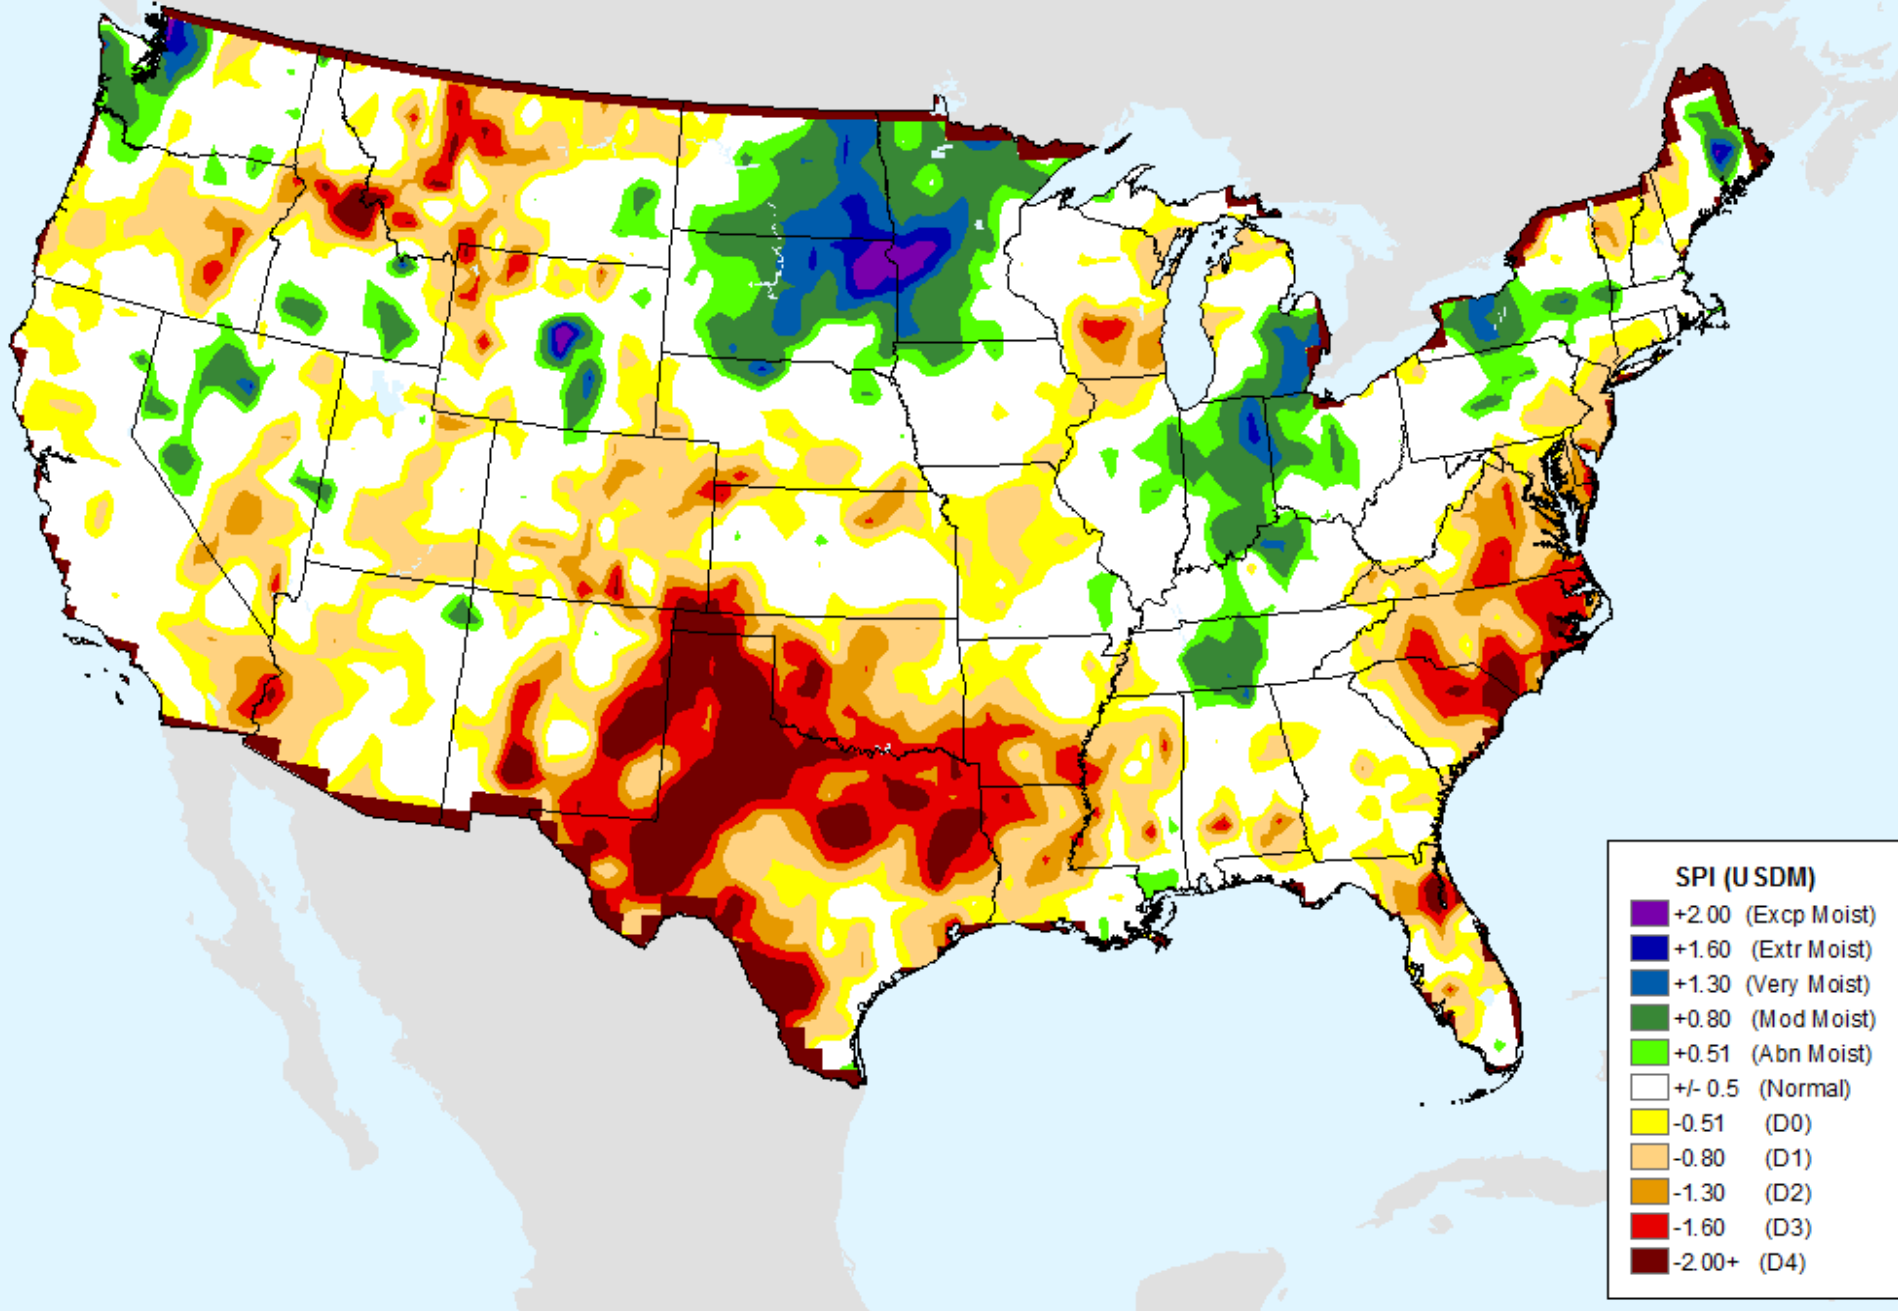 SPI (USDM)
+2.00 (Excp Moist)
+1.60 (Extr Moist)
+1.30 (Very Moist)
+0.80 (Mod Moist)
+0.51 (Abn Moist)
+/- 0.5 (Normal)
-0.51 (D0)
-0.80 (D1)
-1.30 (D2)
-1.60 (D3)
-2.00+ (D4)